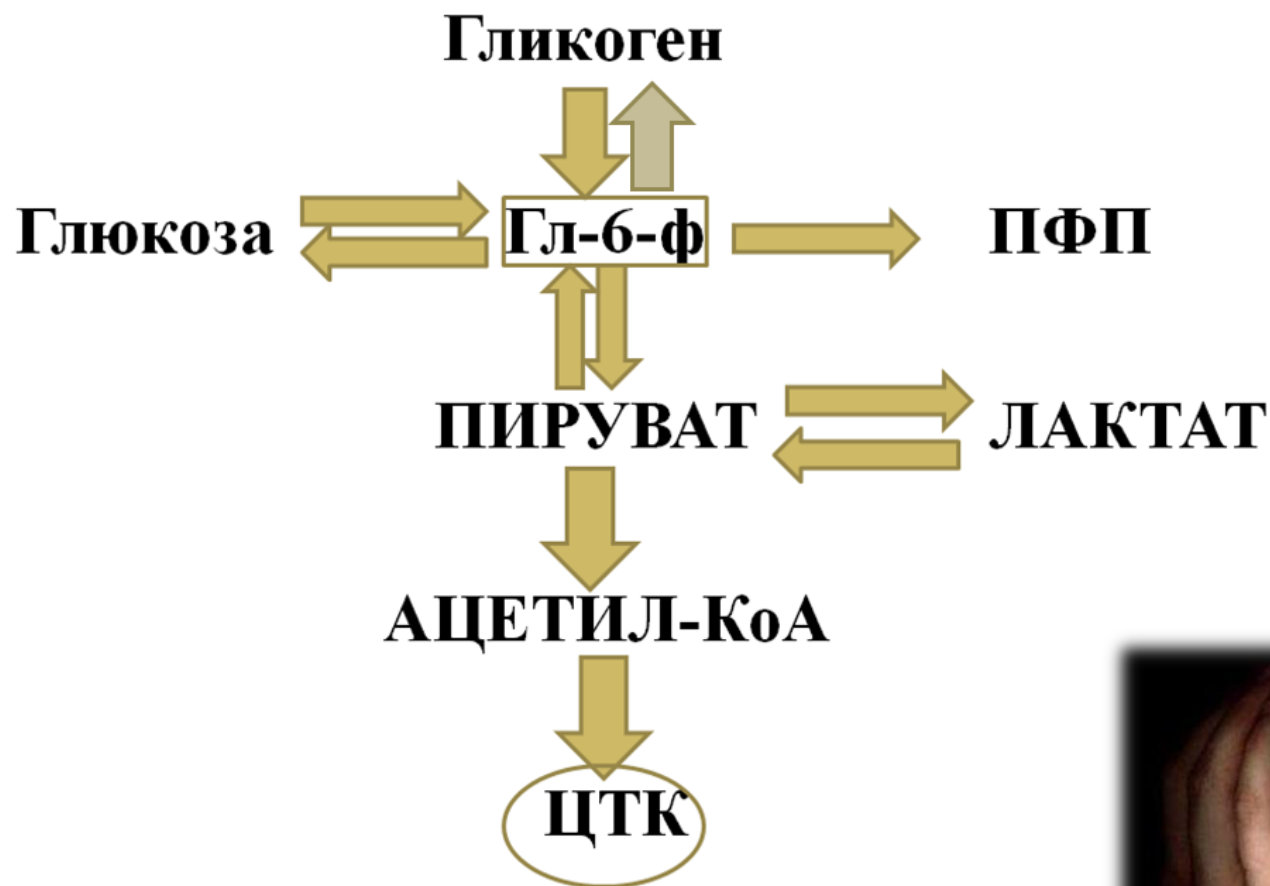 Гликоген
Глюкоза
Гл-6-ф
ПФП
ПИРУВАТ
ЛАКТАТ
АЦЕТИЛ-КоА
ЦТК